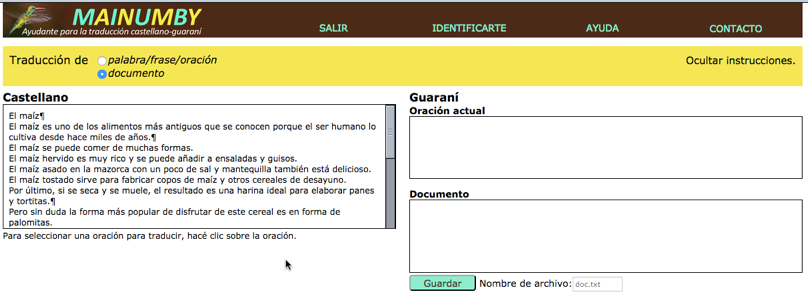 MAINUMBY
Ayudante para la traducción castellano-guaraní
SALIR IDENTIFICARTE AYUDA CONTACTO
Traducción de palabra/frase/oración
documento
Ocultar instrucciones.
Castellano
El maíz¶
El maíz es uno de los alimentos más antiguos que se conocen porque el ser humano lo
cultiva desde hace miles de años.¶
El maíz se puede comer de muchas formas.
El maíz hervido es muy rico y se puede añadir a ensaladas y guisos.
El maíz asado en la mazorca con un poco de sal y mantequilla también está delicioso.
El maíz tostado sirve para fabricar copos de maíz y otros cereales de desayuno.
Por último, si se seca y se muele, el resultado es una harina ideal para elaborar panes
y tortitas.¶
Pero sin duda la forma más popular de disfrutar de este cereal es en forma de
palomitas.
Para seleccionar una oración para traducir, hacé clic sobre la oración.
Guaraní
Oración actual
Documento
Guardar Nombre de archivo: doc.txt